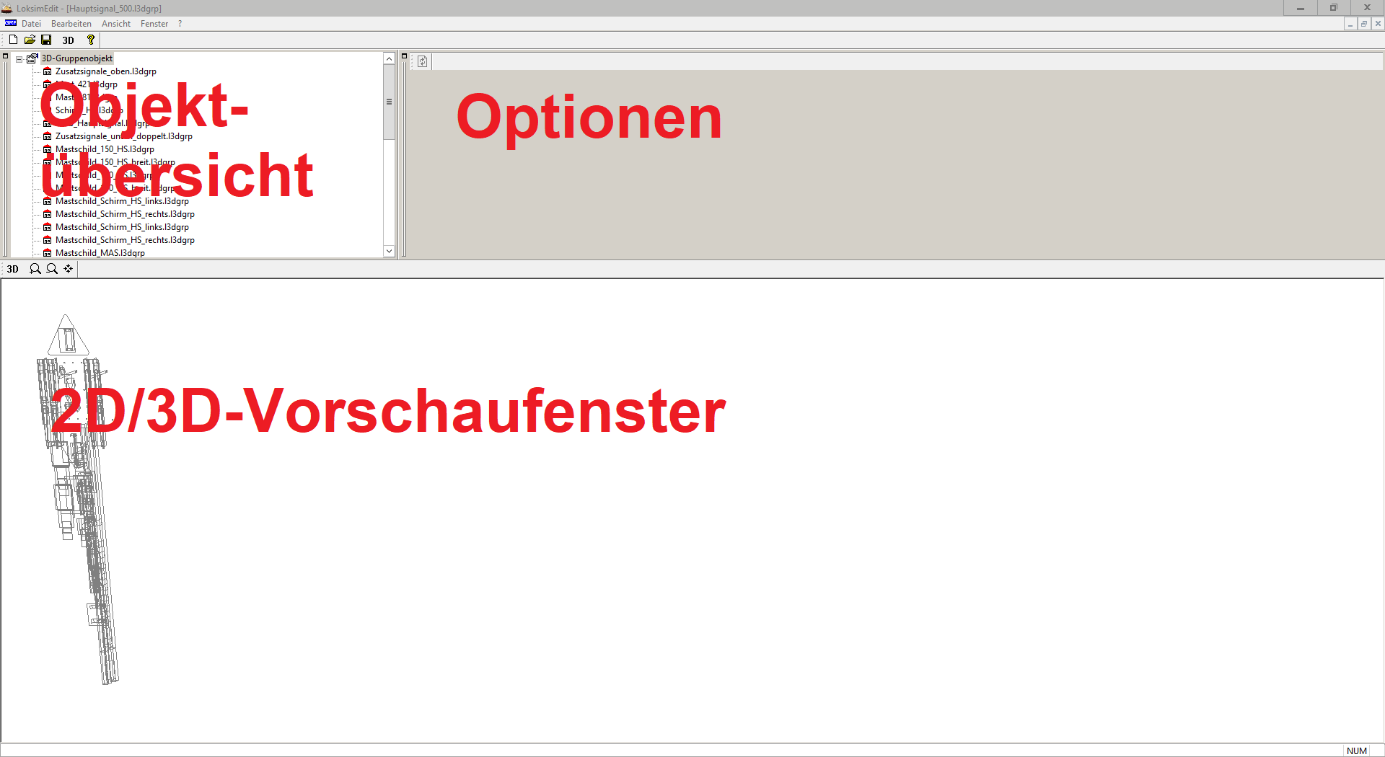 LoksimEdit - [Hauptsignal_500.l3dgrp]
Datei Bearbeiten Ansicht Fenster ?
3D ?
3D-Gruppenobjekt
Zusatzsignale_oben.l3dgrp
Objekt-
übersicht
Zusatzsignale_unten_doppelt.l3dgrp
Mastschild_150_HS.l3dgrp
Mastschild_150_HS_breit.l3dgrp
Mastschild_Schirm_HS_links.l3dgrp
Mastschild_Schirm_HS_rechts.l3dgrp
Mastschild_Schirm_HS_links.l3dgrp
Mastschild_Schirm_HS_rechts.l3dgrp
Mastschild_MAS.l3dgrp
Optionen
3D
2D/3D-Vorschaufenster
NUM